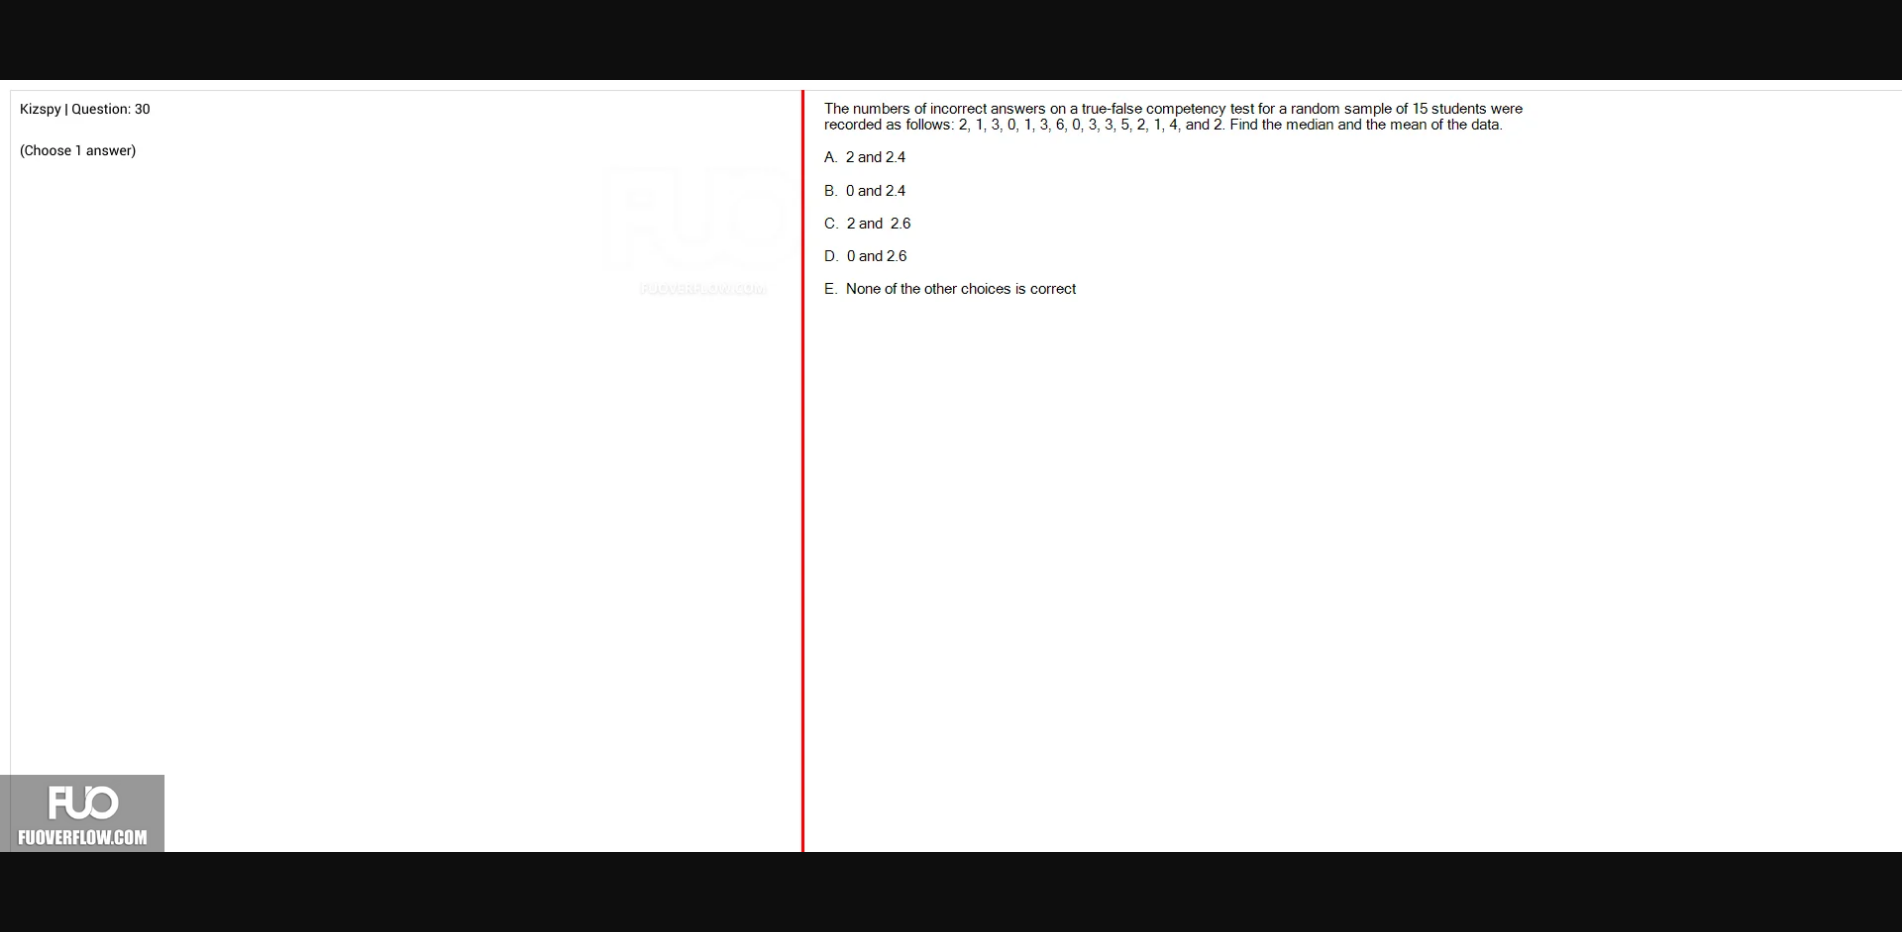 Kizspy | Question: 30
(Choose 1 answer)
The numbers of incorrect answers on a true-false competency test for a random sample of 15 students were
recorded as follows: 2, 1, 3, 0, 1, 3, 6, 0, 3, 3, 5, 2, 1, 4, and 2. Find the median and the mean of the data.
A. 2 and 2.4
B. 0 and 2.4
C. 2 and 2.6
D. 0 and 2.6
E. None of the other choices is correct
FUO
FUOVERFLOW.COM
FUO
FUOVERFLOW.COM